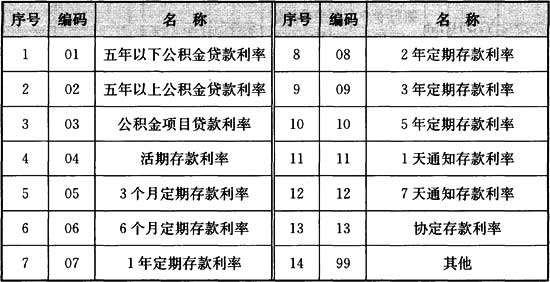 序号 编码 名称 序号 编码 名称
1 01 五年以下公积金贷款利率 8 08 2年定期存款利率
2 02 五年以上公积金贷款利率 9 09 3年定期存款利率
3 03 公积金项目贷款利率 10 10 5年定期存款利率
4 04 活期存款利率 11 11 1天通知存款利率
5 05 3个月定期存款利率 12 12 7天通知存款利率
6 06 6个月定期存款利率 13 13 协定存款利率
7 07 1年定期存款利率 14 99 其他